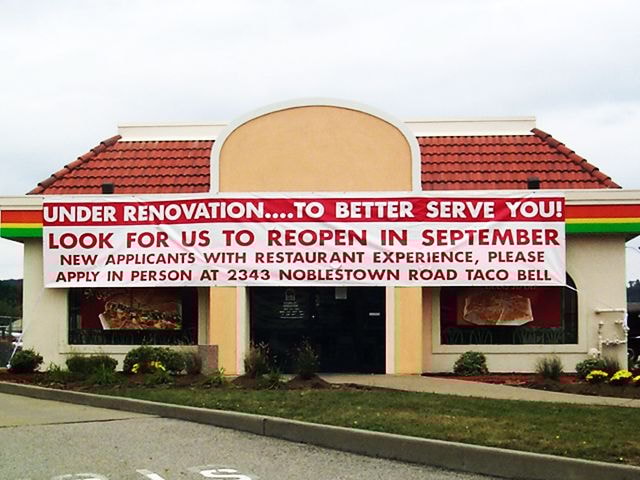 UNDER RENOVATION....TO BETTER SERVE YOU!
LOOK FOR US TO REOPEN IN SEPTEMBER
NEW APPLICANTS WITH RESTAURANT EXPERIENCE, PLEASE
APPLY IN PERSON AT 2343 NOBLESTOWN ROAD TACO BELL